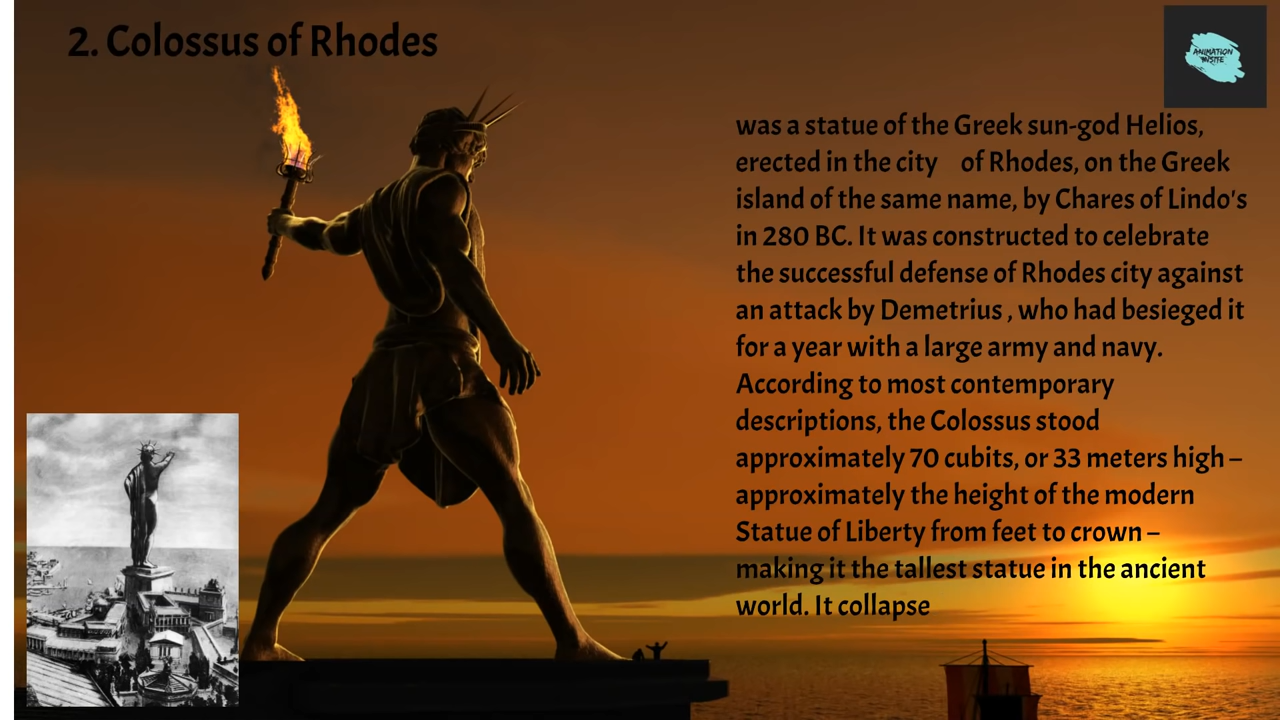 2. Colossus of Rhodes
ANIMATION
INSITE
was a statue of the Greek sun-god Helios,
erected in the city of Rhodes, on the Greek
island of the same name, by Chares of Lindo's
in 280 BC. It was constructed to celebrate
the successful defense of Rhodes city against
an attack by Demetrius , who had besieged it
for a year with a large army and navy.
According to most contemporary
descriptions, the Colossus stood
approximately 70 cubits, or 33 meters high –
approximately the height of the modern
Statue of Liberty from feet to crown –
making it the tallest statue in the ancient
world. It collapse